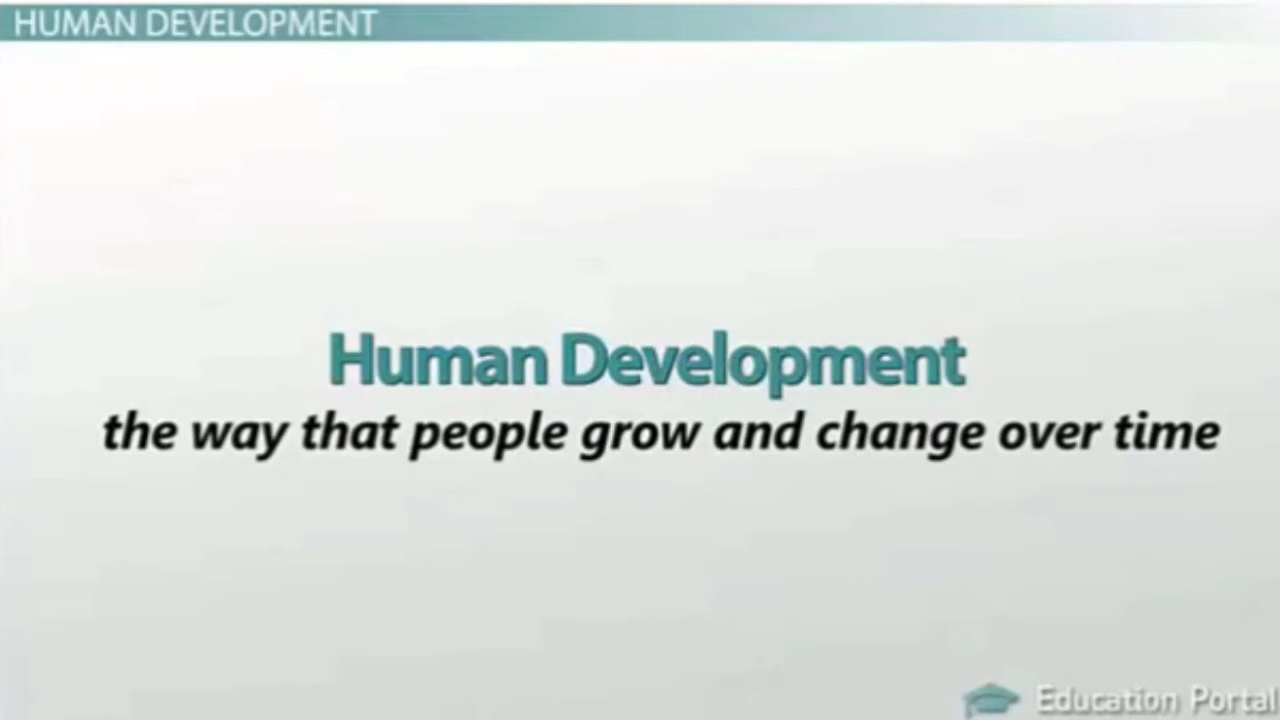 HUMAN DEVELOPMENT
Human Development
the way that people grow and change over time
Education Portal